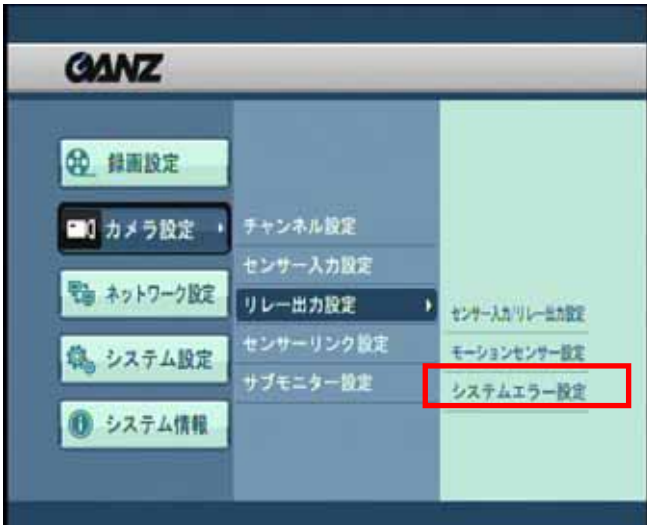 GANZ
録画設定
カメラ設定
ネットワーク設定
システム設定
システム情報
チャンネル設定
センサー入力設定
リレー出力設定
センサーリンク設定
サブモニター設定
センサー入力/リレー出力設定
モーションセンサー設定
システムエラー設定